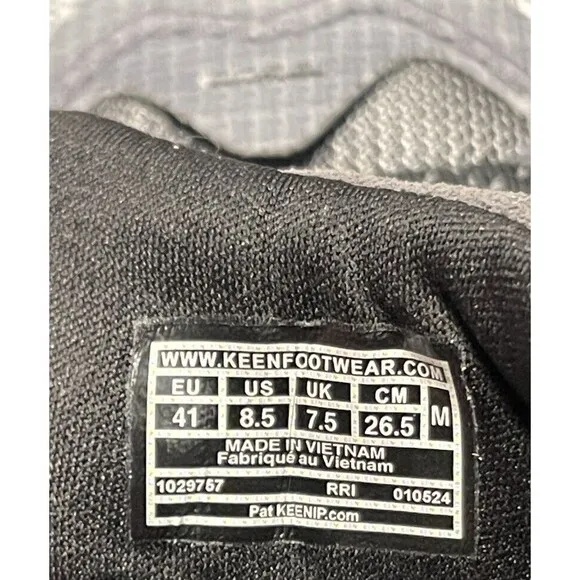 WWW.KEENFOOTWEAR.COM
EU US UK CM M
41 8.5 7.5 26.5
MADE IN VIETNAM
Fabriqué au Vietnam
1029757 RRI 010524
Pat KEENIP.com